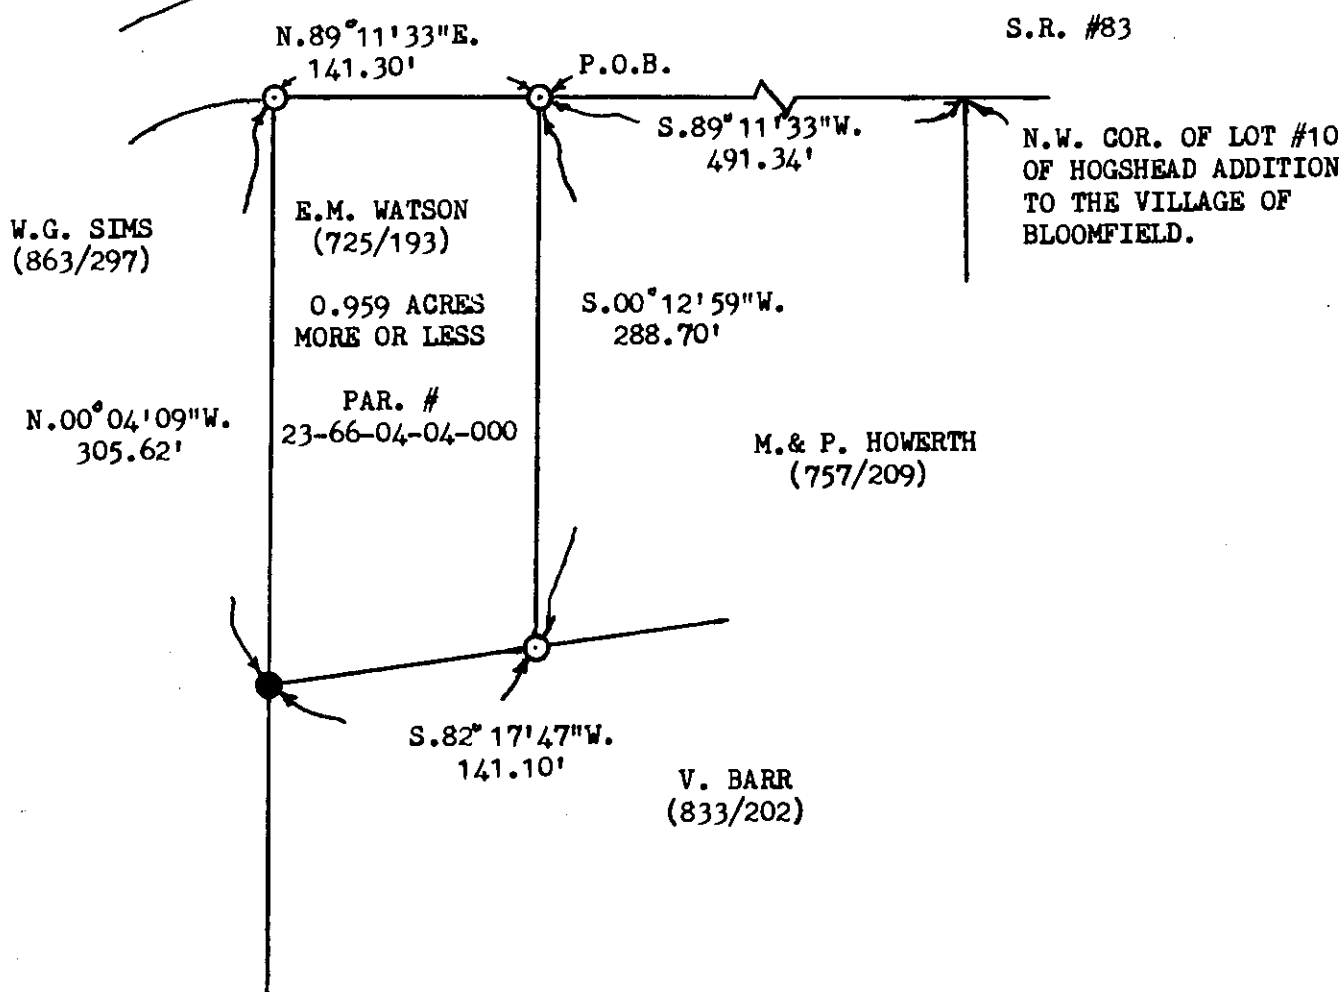 N.89°11'33"E.
141.30'
S.R. #83
P.O.B.
S.89°11'33"W.
491.34'
N.W. COR. OF LOT #10
OF HOGSHEAD ADDITION
TO THE VILLAGE OF
BLOOMFIELD.
W.G. SIMS
(863/297)
E.M. WATSON
(725/193)
0.959 ACRES
MORE OR LESS
S.00°12'59"W.
288.70'
PAR. #
23-66-04-04-000
N.00°04'09"W.
305.62'
M.& P. HOWERTH
(757/209)
S.82°17'47"W.
141.10'
V. BARR
(833/202)